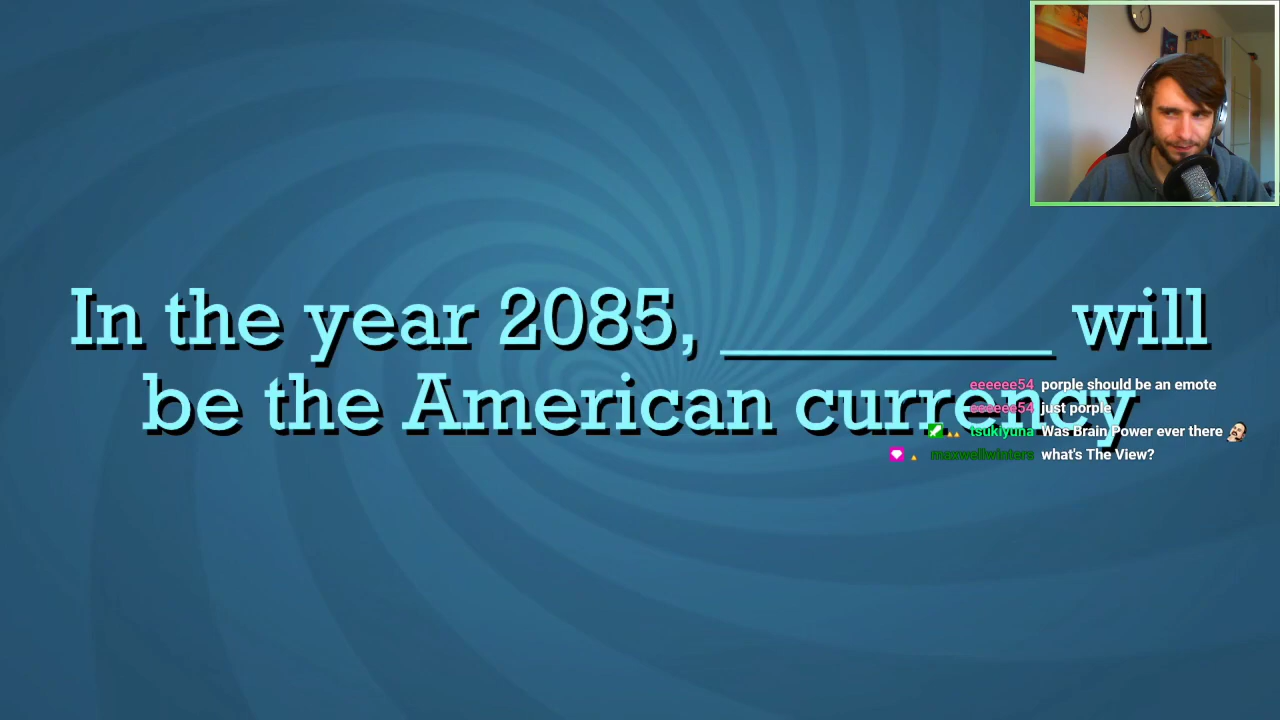 In the year 2085, __________ will
be the American currency
eeeeee54 porple should be an emote
eeeeee54 just porple
tsukiyuna Was Brain Power ever there
maxwellwinters what's The View?